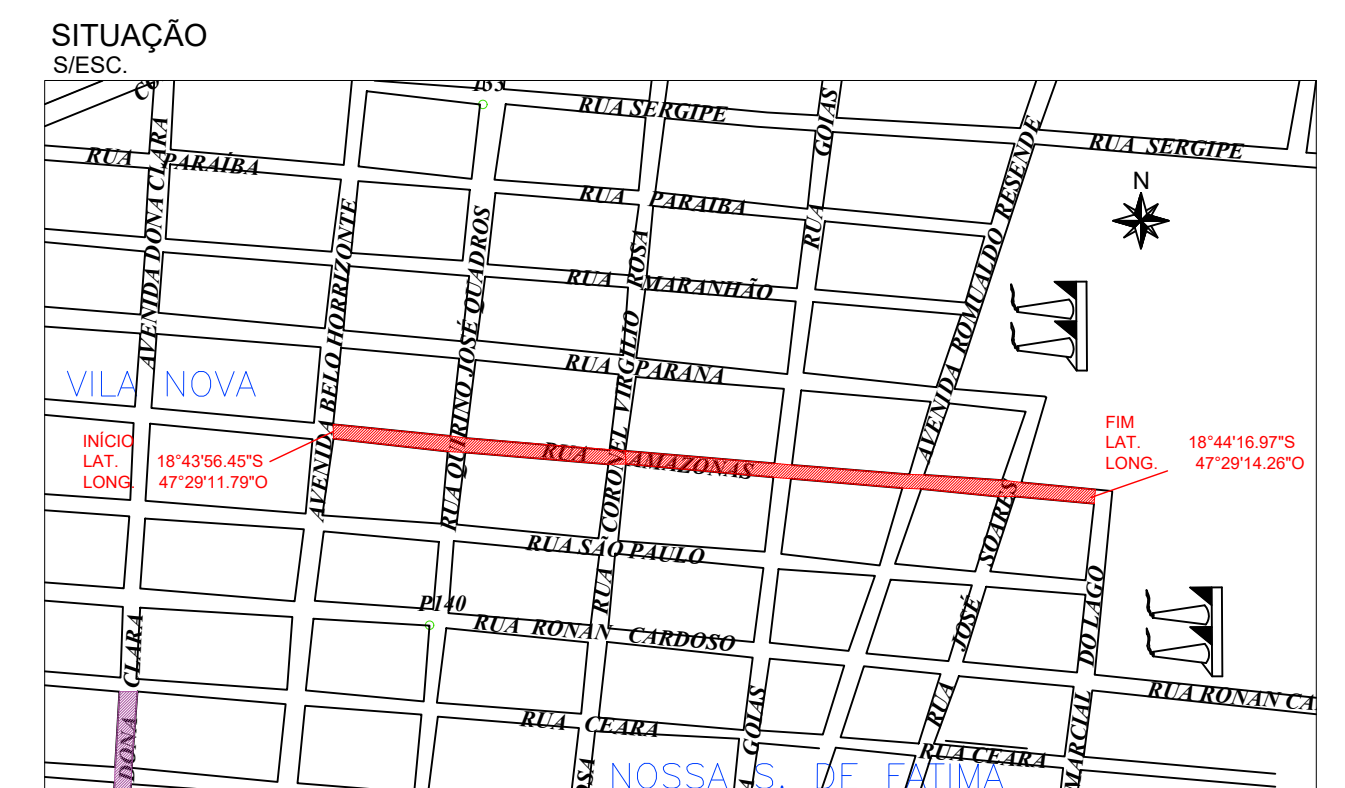 SITUAÇÃO
S/ESC.
RUA SERGIPE
RUA SERGIPE
RUA PARAÍBA
RUA PARAIBA
AVENIDA DONA CLARA
AVENIDA BELO HORRIZONTE
RUA QUIRINO JOSÉ QUADROS
RUA CORONEL VIRGÍLIO ROSA
RUA GOIAS
AVENIDA ROMUALDO RESENDE
N
RUA MARANHÃO
RUA PARANA
VILA NOVA
INÍCIO
LAT. 18°43'56.45"S
LONG. 47°29'11.79"O
RUA AMAZONAS
FIM
LAT. 18°44'16.97"S
LONG. 47°29'14.26"O
RUA SÃO PAULO
RUA JOSÉ SOARES
MARCIAL DO LAGO
P140
RUA RONAN CARDOSO
RUA RONAN CA
DONA CLARA
RUA CEARA
GOIAS
RUA CEARA
NOSSA S. DE FATIMA